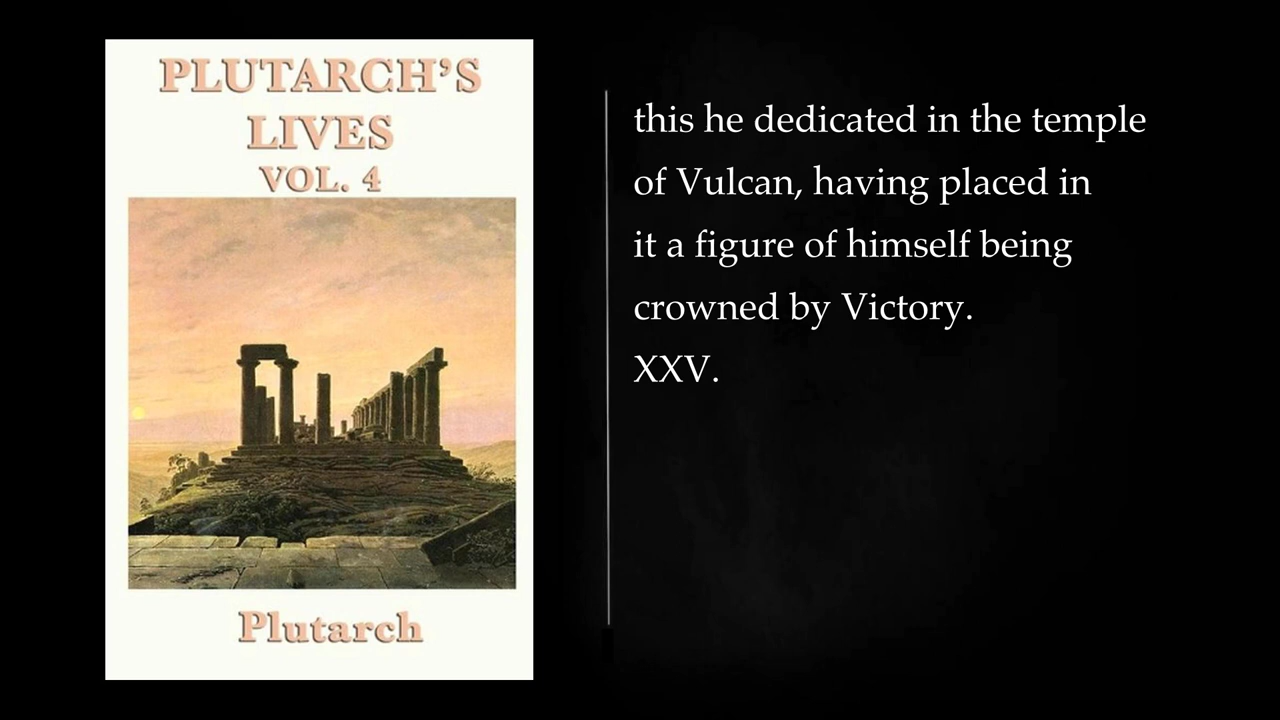 PLUTARCH'S
LIVES
VOL. 4
Plutarch
this he dedicated in the temple
of Vulcan, having placed in
it a figure of himself being
crowned by Victory.
XXV.